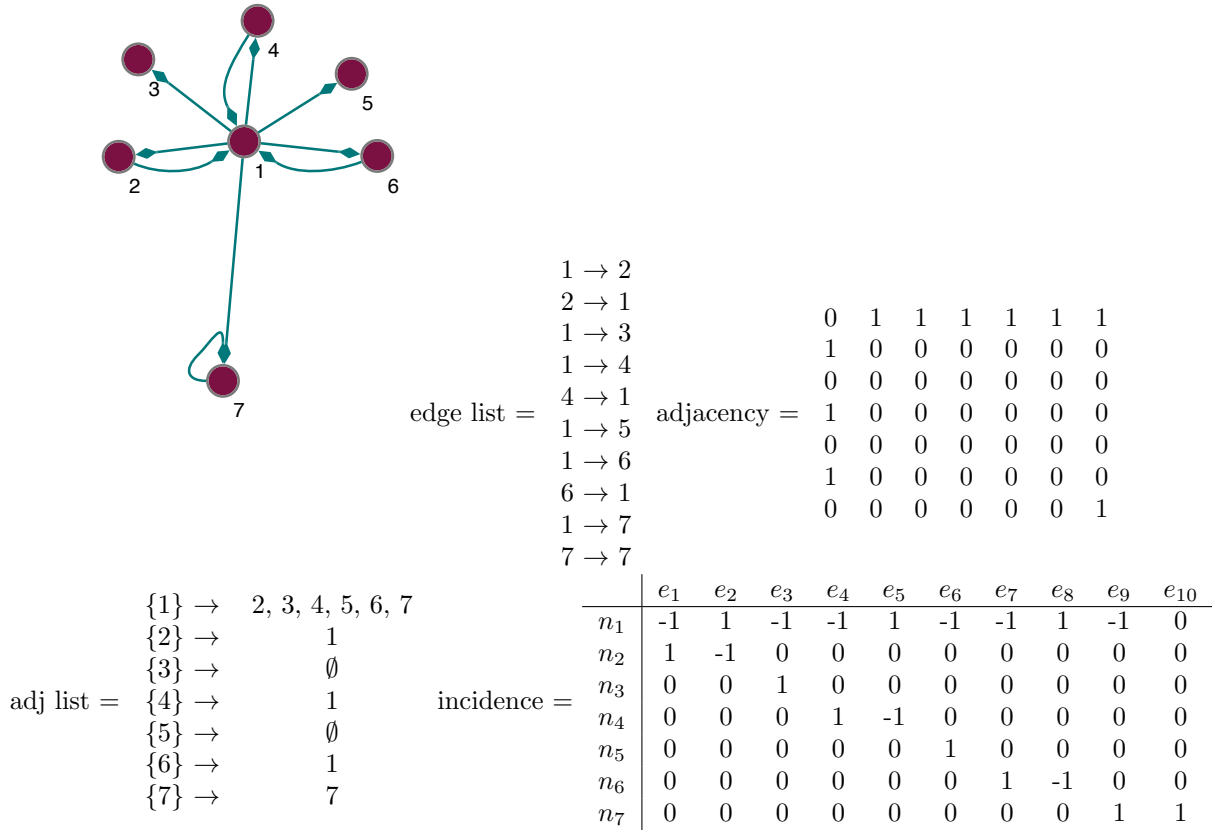 4
3
5
2
1
6
7
edge list =
1 → 2
2 → 1
1 → 3
1 → 4
4 → 1
1 → 5
1 → 6
6 → 1
1 → 7
7 → 7
adjacency =
0 1 1 1 1 1 1
1 0 0 0 0 0 0
0 0 0 0 0 0 0
1 0 0 0 0 0 0
0 0 0 0 0 0 0
1 0 0 0 0 0 0
0 0 0 0 0 0 1
adj list =
{1} → 2, 3, 4, 5, 6, 7
{2} → 1
{3} → ∅
{4} → 1
{5} → ∅
{6} → 1
{7} → 7
incidence =
e₁ e₂ e₃ e₄ e₅ e₆ e₇ e₈ e₉ e₁₀
n₁ -1 1 -1 -1 1 -1 -1 1 -1 0
n₂ 1 -1 0 0 0 0 0 0 0 0
n₃ 0 0 1 0 0 0 0 0 0 0
n₄ 0 0 0 1 -1 0 0 0 0 0
n₅ 0 0 0 0 0 1 0 0 0 0
n₆ 0 0 0 0 0 0 1 -1 0 0
n₇ 0 0 0 0 0 0 0 0 1 1